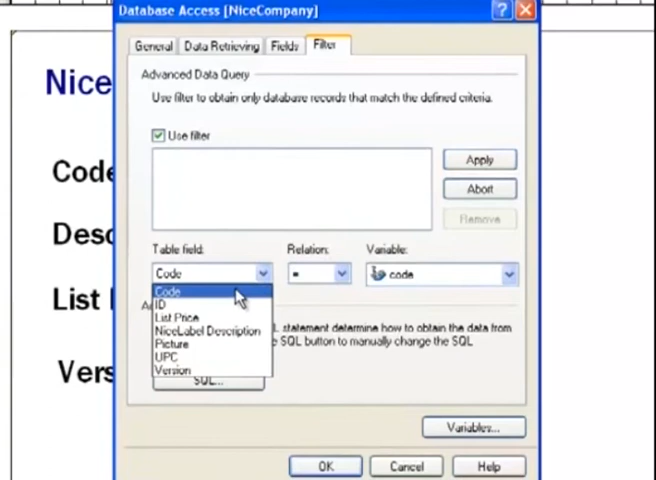 Database Access [NiceCompany]
General Data Retrieving Fields Filter
Nice
Advanced Data Query
Use filter to obtain only database records that match the defined criteria.
Use filter
Apply
Code
Abort
Remove
Desc
Table field: Relation: Variable:
Code = code
Code
ID
List
List Price
NiceLabel Description
statement determine how to obtain the data from
Picture
se SQL button to manually change the SQL
UPC
Version
Vers
SQL...
Variables...
OK Cancel Help